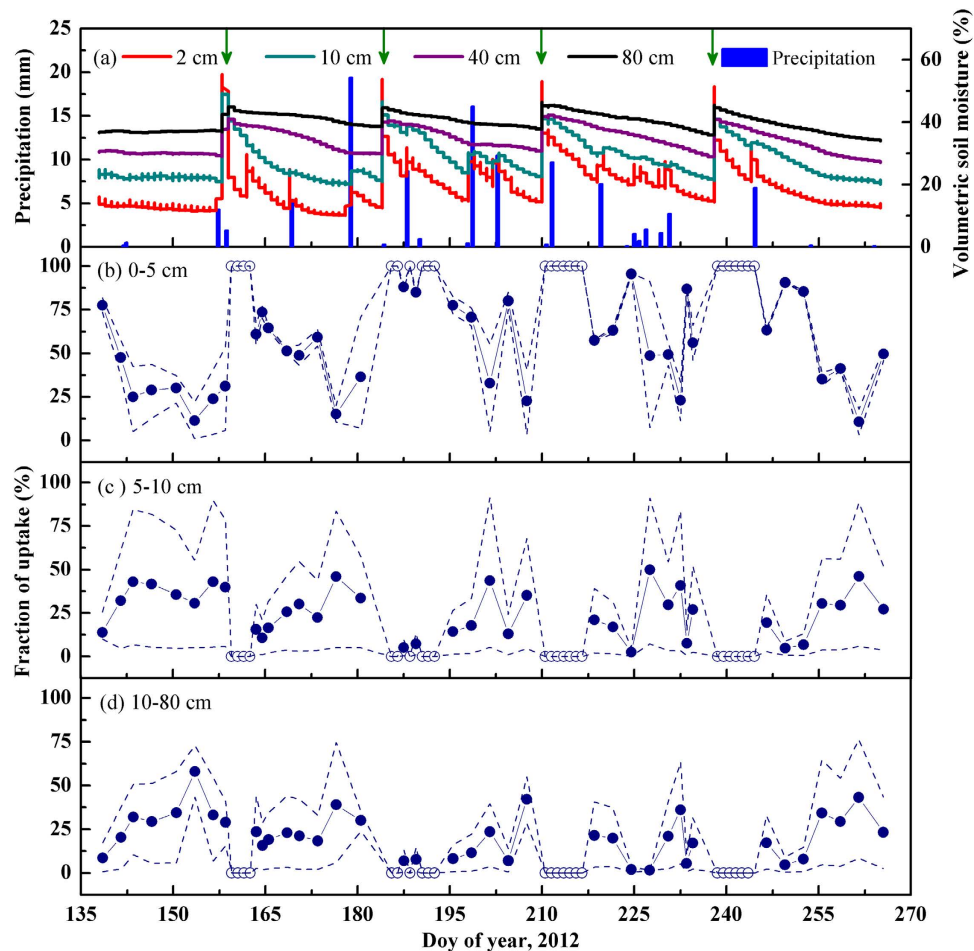 (a) 2 cm 10 cm 40 cm 80 cm Precipitation
Precipitation (mm)
25
20
15
10
5
0
Volumetric soil moisture (%)
60
40
20
0
(b) 0-5 cm
100
75
50
25
0
(c ) 5-10 cm
100
75
50
25
0
Fraction of uptake (%)
(d) 10-80 cm
100
75
50
25
0
135 150 165 180 195 210 225 240 255 270
Doy of year, 2012